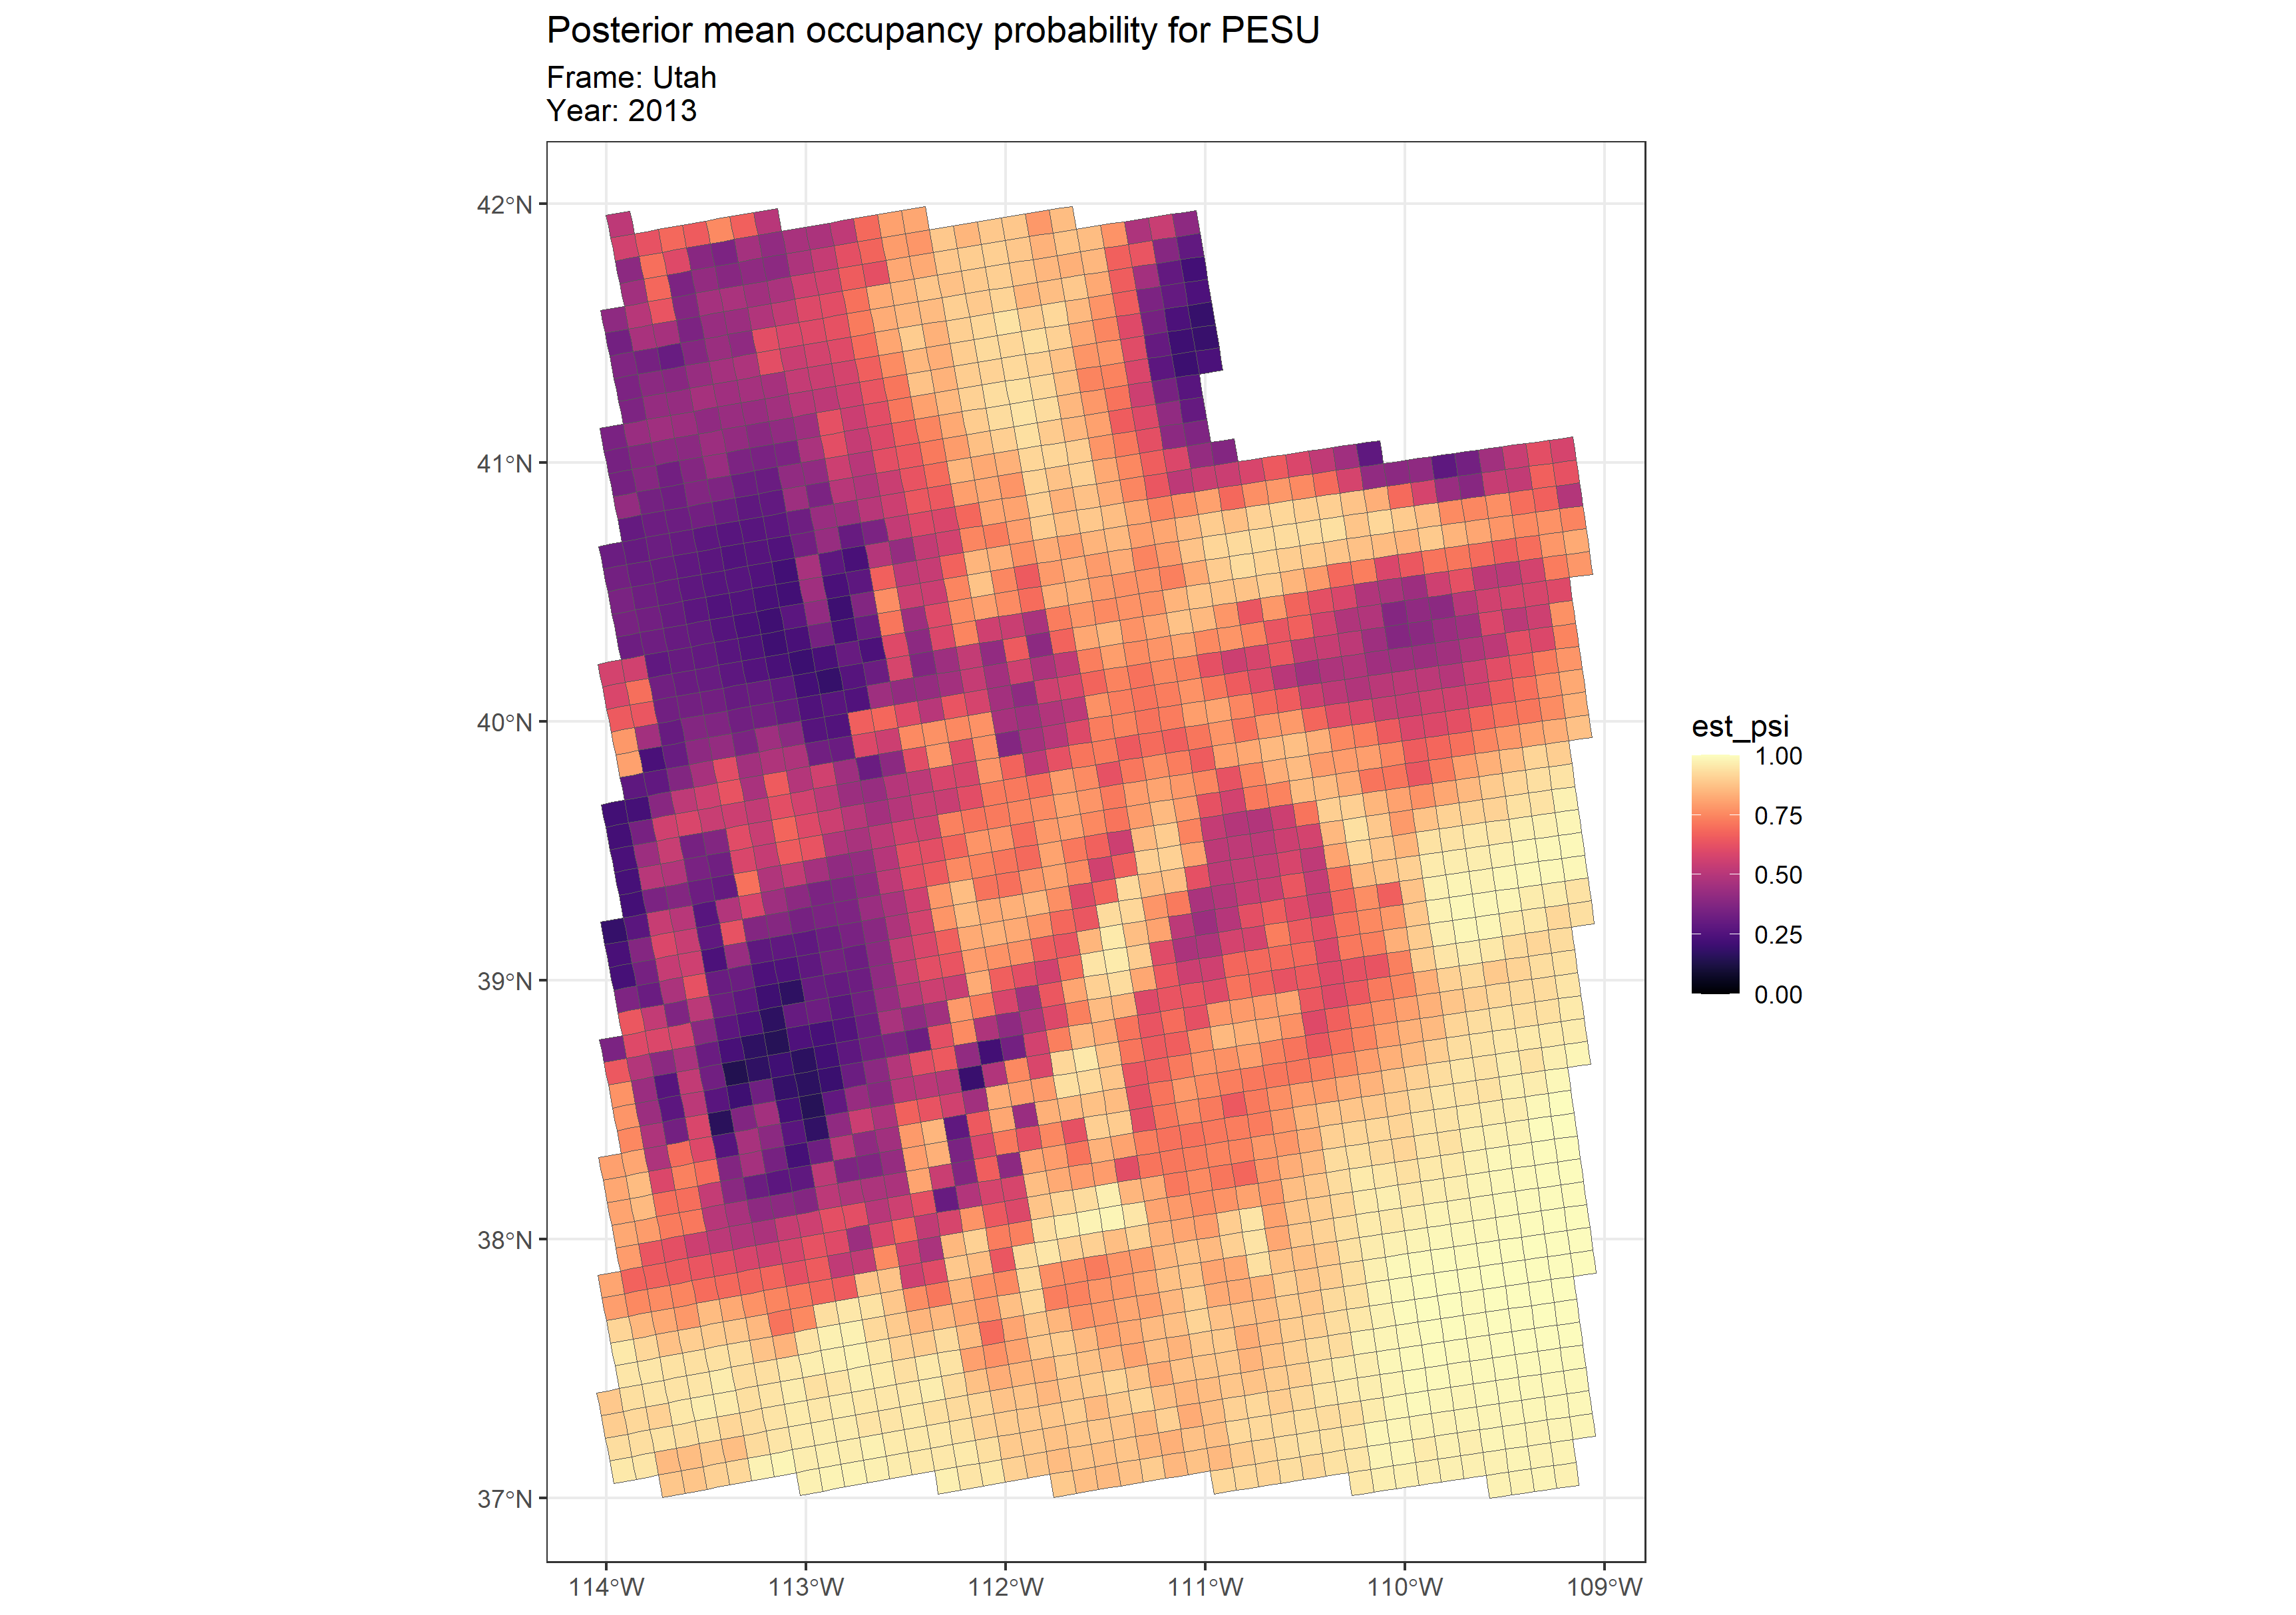 Posterior mean occupancy probability for PESU
Frame: Utah
Year: 2013
42°N
41°N
40°N
39°N
38°N
37°N
114°W
113°W
112°W
111°W
110°W
109°W
est_psi
1.00
0.75
0.50
0.25
0.00